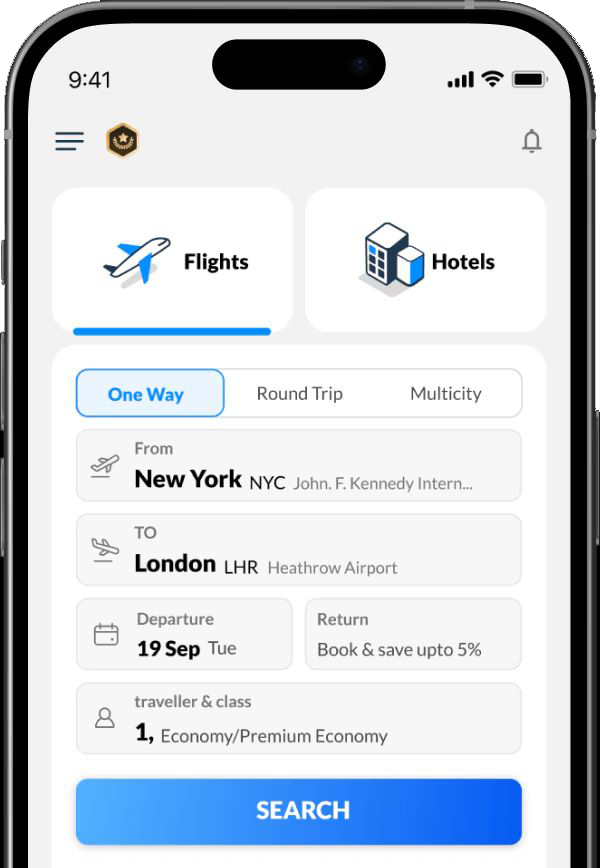 9:41
Flights
Hotels
One Way
Round Trip
Multicity
From
New York NYC John. F. Kennedy Intern...
TO
London LHR Heathrow Airport
Departure
19 Sep Tue
Return
Book & save upto 5%
traveller & class
1, Economy/Premium Economy
SEARCH